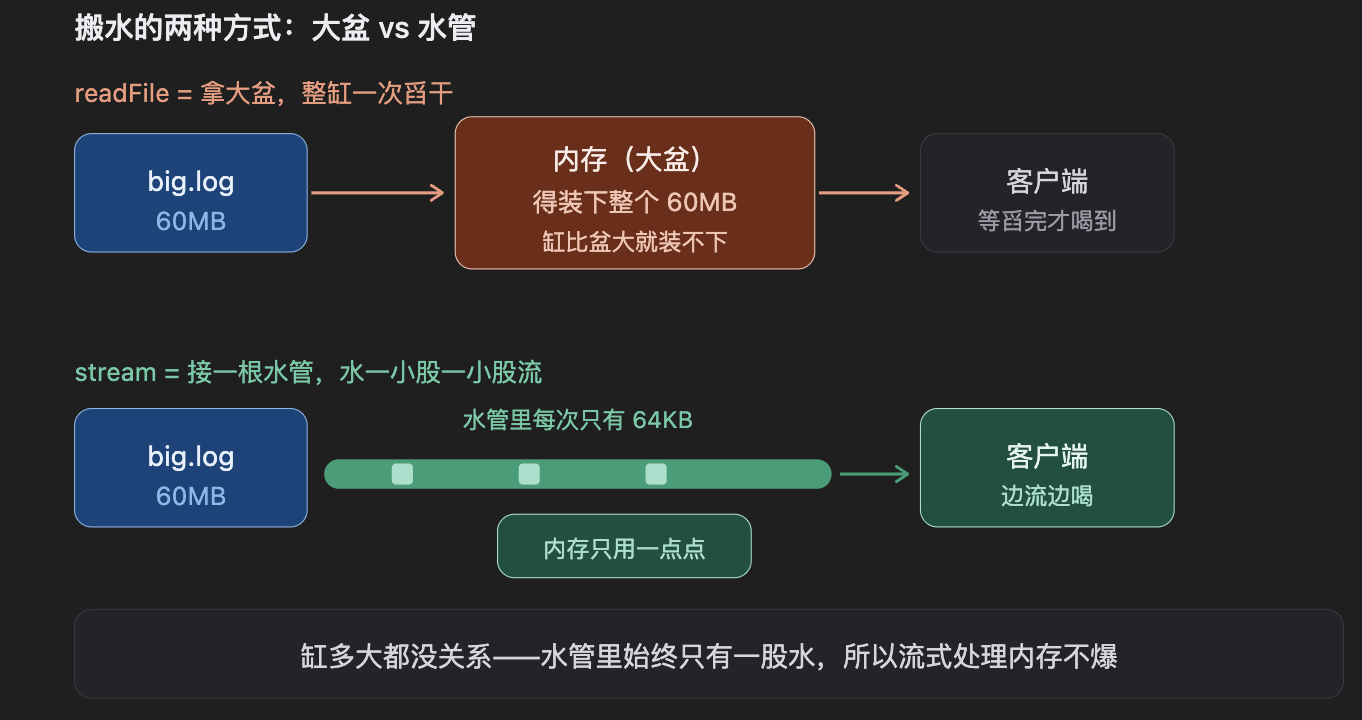 搬水的两种方式：大盆 vs 水管
readFile = 拿大盆，整缸一次舀干
big.log
60MB
内存（大盆）
得装下整个 60MB
缸比盆大就装不下
客户端
等舀完才喝到
stream = 接一根水管，水一小股一小股流
big.log
60MB
水管里每次只有 64KB
内存只用一点点
客户端
边流边喝
缸多大都没关系——水管里始终只有一股水，所以流式处理内存不爆